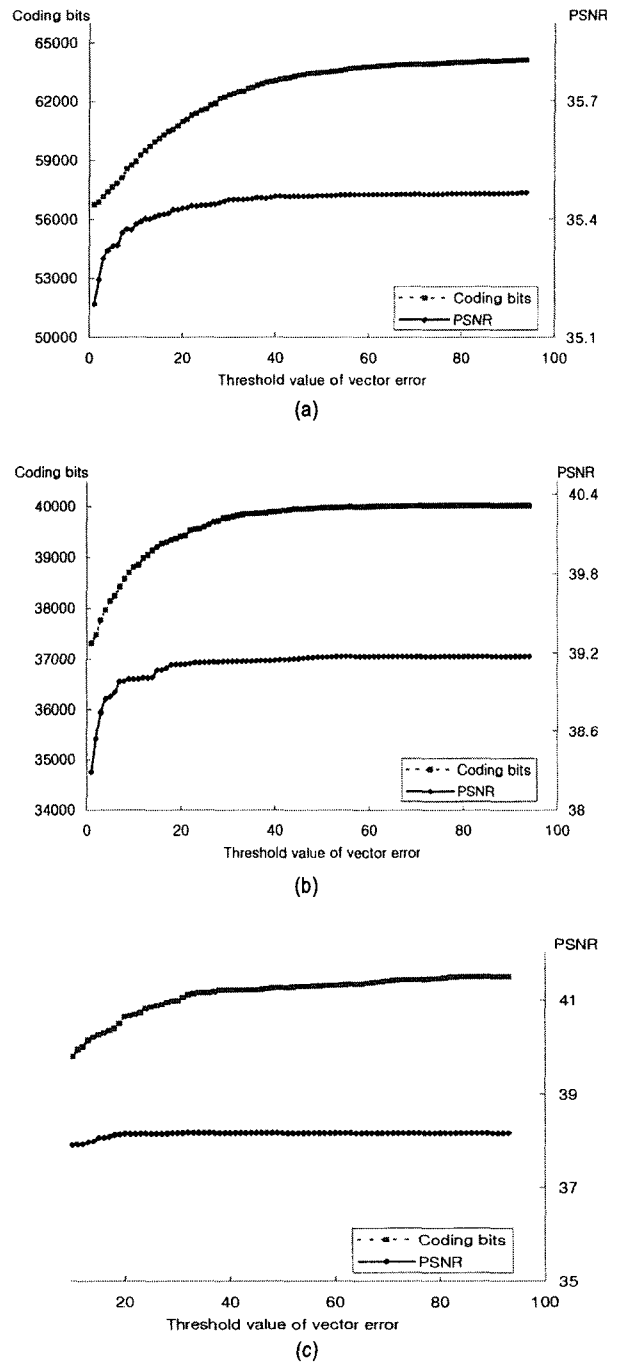 Coding bits PSNR
65000
62000 35.7
59000
56000 35.4
53000
Coding bits
PSNR
50000 35.1
0 20 40 60 80 100
Threshold value of vector error
(a)
Coding bits PSNR
40000 40.4
39000 39.8
38000
37000 39.2
36000 38.6
35000
Coding bits
PSNR
34000 38
0 20 40 60 80 100
Threshold value of vector error
(b)
PSNR
41
38
37
Coding bits
PSNR
35
20 40 60 80 100
Threshold value of vector error
(c)